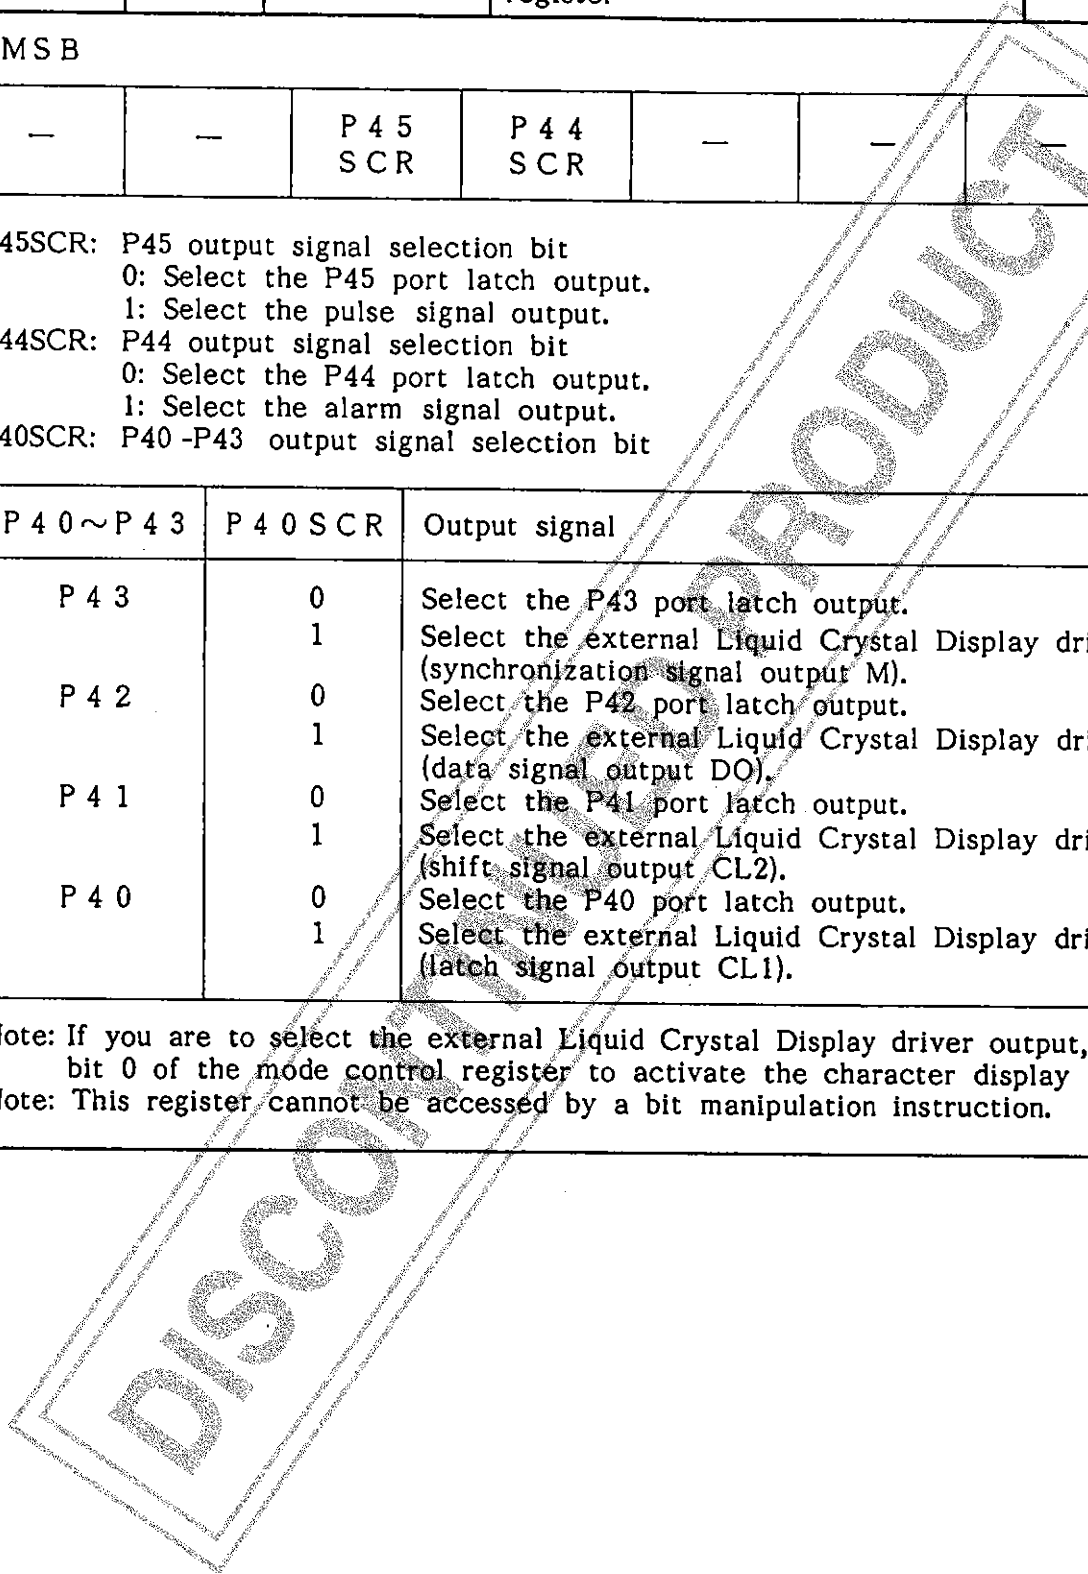 register
MSB
— — P45 SCR P44 SCR — — —
45SCR: P45 output signal selection bit
0: Select the P45 port latch output.
1: Select the pulse signal output.
44SCR: P44 output signal selection bit
0: Select the P44 port latch output.
1: Select the alarm signal output.
40SCR: P40-P43 output signal selection bit
P40~P43 P40SCR Output signal
P43 0 Select the P43 port latch output.
1 Select the external Liquid Crystal Display dri
(synchronization signal output M).
P42 0 Select the P42 port latch output.
1 Select the external Liquid Crystal Display dri
(data signal output DO).
P41 0 Select the P41 port latch output.
1 Select the external Liquid Crystal Display dri
(shift signal output CL2).
P40 0 Select the P40 port latch output.
1 Select the external Liquid Crystal Display dri
(latch signal output CL1).
ote: If you are to select the external Liquid Crystal Display driver output,
bit 0 of the mode control register to activate the character display
ote: This register cannot be accessed by a bit manipulation instruction.
DISCONTINUED PRODUCT